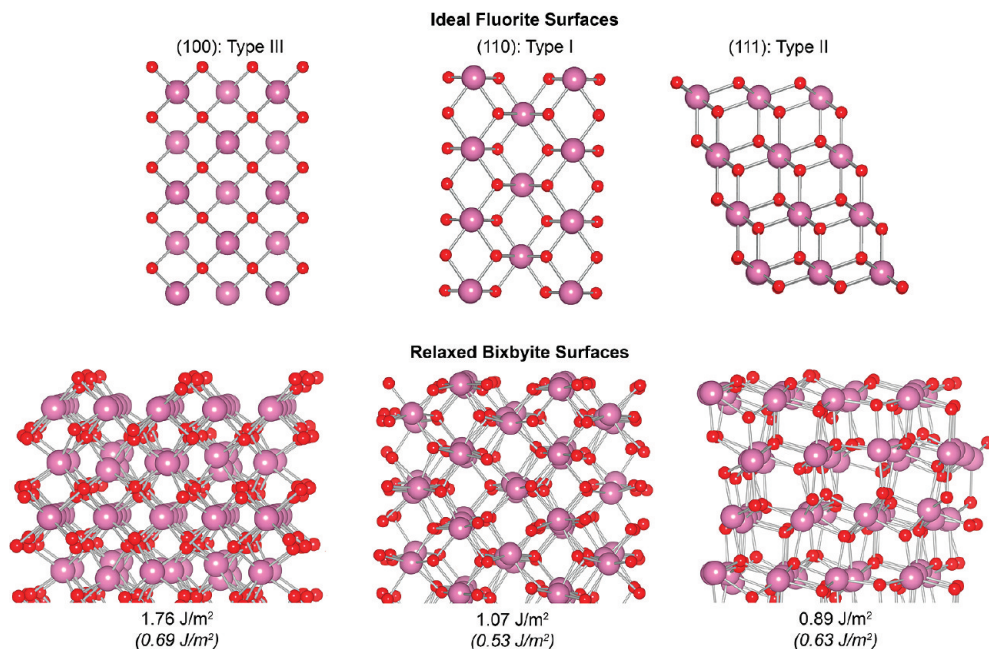 Ideal Fluorite Surfaces
(100): Type III
(110): Type I
(111): Type II
Relaxed Bixbyite Surfaces
1.76 J/m²
(0.69 J/m²)
1.07 J/m²
(0.53 J/m²)
0.89 J/m²
(0.63 J/m²)